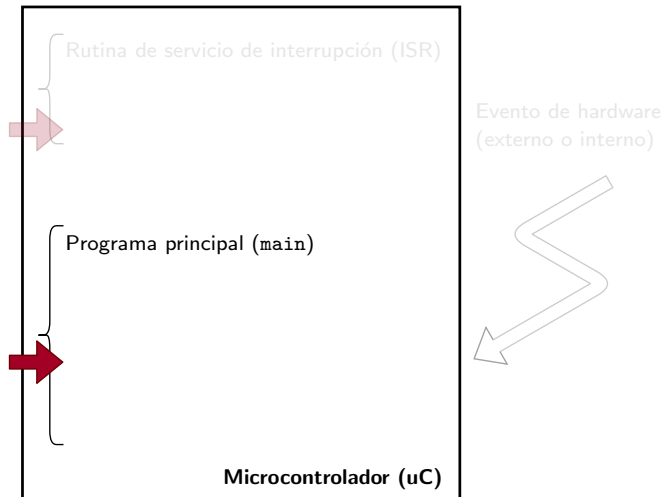 Rutina de servicio de interrupción (ISR)
Evento de hardware
(externo o interno)
Programa principal (main)
Microcontrolador (uC)